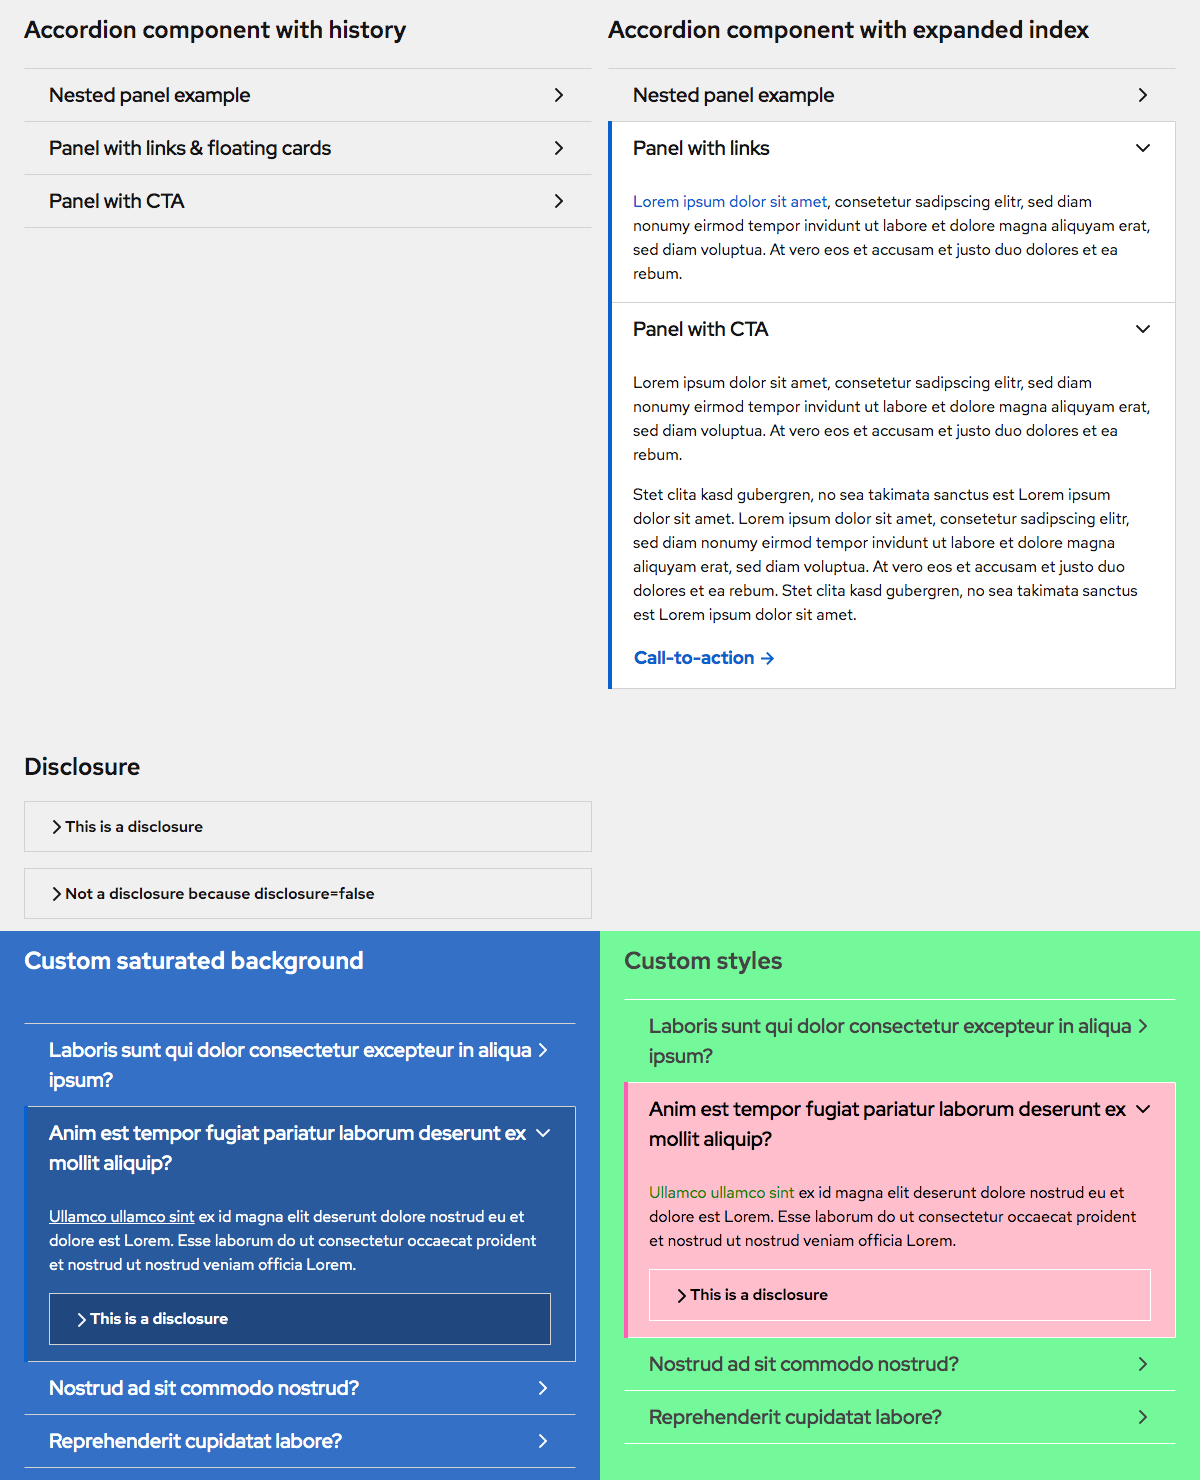 Accordion component with history
Nested panel example
Panel with links & floating cards
Panel with CTA
Accordion component with expanded index
Nested panel example
Panel with links
Lorem ipsum dolor sit amet, consetetur sadipscing elitr, sed diam
nonumy eirmod tempor invidunt ut labore et dolore magna aliquyam erat,
sed diam voluptua. At vero eos et accusam et justo duo dolores et ea
rebum.
Panel with CTA
Lorem ipsum dolor sit amet, consetetur sadipscing elitr, sed diam
nonumy eirmod tempor invidunt ut labore et dolore magna aliquyam erat,
sed diam voluptua. At vero eos et accusam et justo duo dolores et ea
rebum.
Stet clita kasd gubergren, no sea takimata sanctus est Lorem ipsum
dolor sit amet. Lorem ipsum dolor sit amet, consetetur sadipscing elitr,
sed diam nonumy eirmod tempor invidunt ut labore et dolore magna
aliquyam erat, sed diam voluptua. At vero eos et accusam et justo duo
dolores et ea rebum. Stet clita kasd gubergren, no sea takimata sanctus
est Lorem ipsum dolor sit amet.
Call-to-action →
Disclosure
This is a disclosure
Not a disclosure because disclosure=false
Custom saturated background
Laboris sunt qui dolor consectetur excepteur in aliqua
ipsum?
Anim est tempor fugiat pariatur laborum deserunt ex
mollit aliquip?
Ullamco ullamco sint ex id magna elit deserunt dolore nostrud eu et
dolore est Lorem. Esse laborum do ut consectetur occaecat proident
et nostrud ut nostrud veniam officia Lorem.
This is a disclosure
Nostrud ad sit commodo nostrud?
Reprehenderit cupidatat labore?
Custom styles
Laboris sunt qui dolor consectetur excepteur in aliqua
ipsum?
Anim est tempor fugiat pariatur laborum deserunt ex
mollit aliquip?
Ullamco ullamco sint ex id magna elit deserunt dolore nostrud eu et
dolore est Lorem. Esse laborum do ut consectetur occaecat proident
et nostrud ut nostrud veniam officia Lorem.
This is a disclosure
Nostrud ad sit commodo nostrud?
Reprehenderit cupidatat labore?